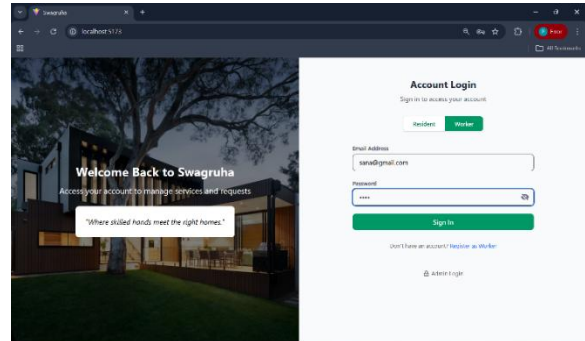 Swagruha
localhost:5173
Error
All Bookmarks
Welcome Back to Swagruha
Access your account to manage services and requests
"Where skilled hands meet the right homes."
Account Login
Sign in to access your account
Resident
Worker
Email Address
sana@gmail.com
Password
••••
Sign In
Don't have an account? Register as Worker
Admin Login